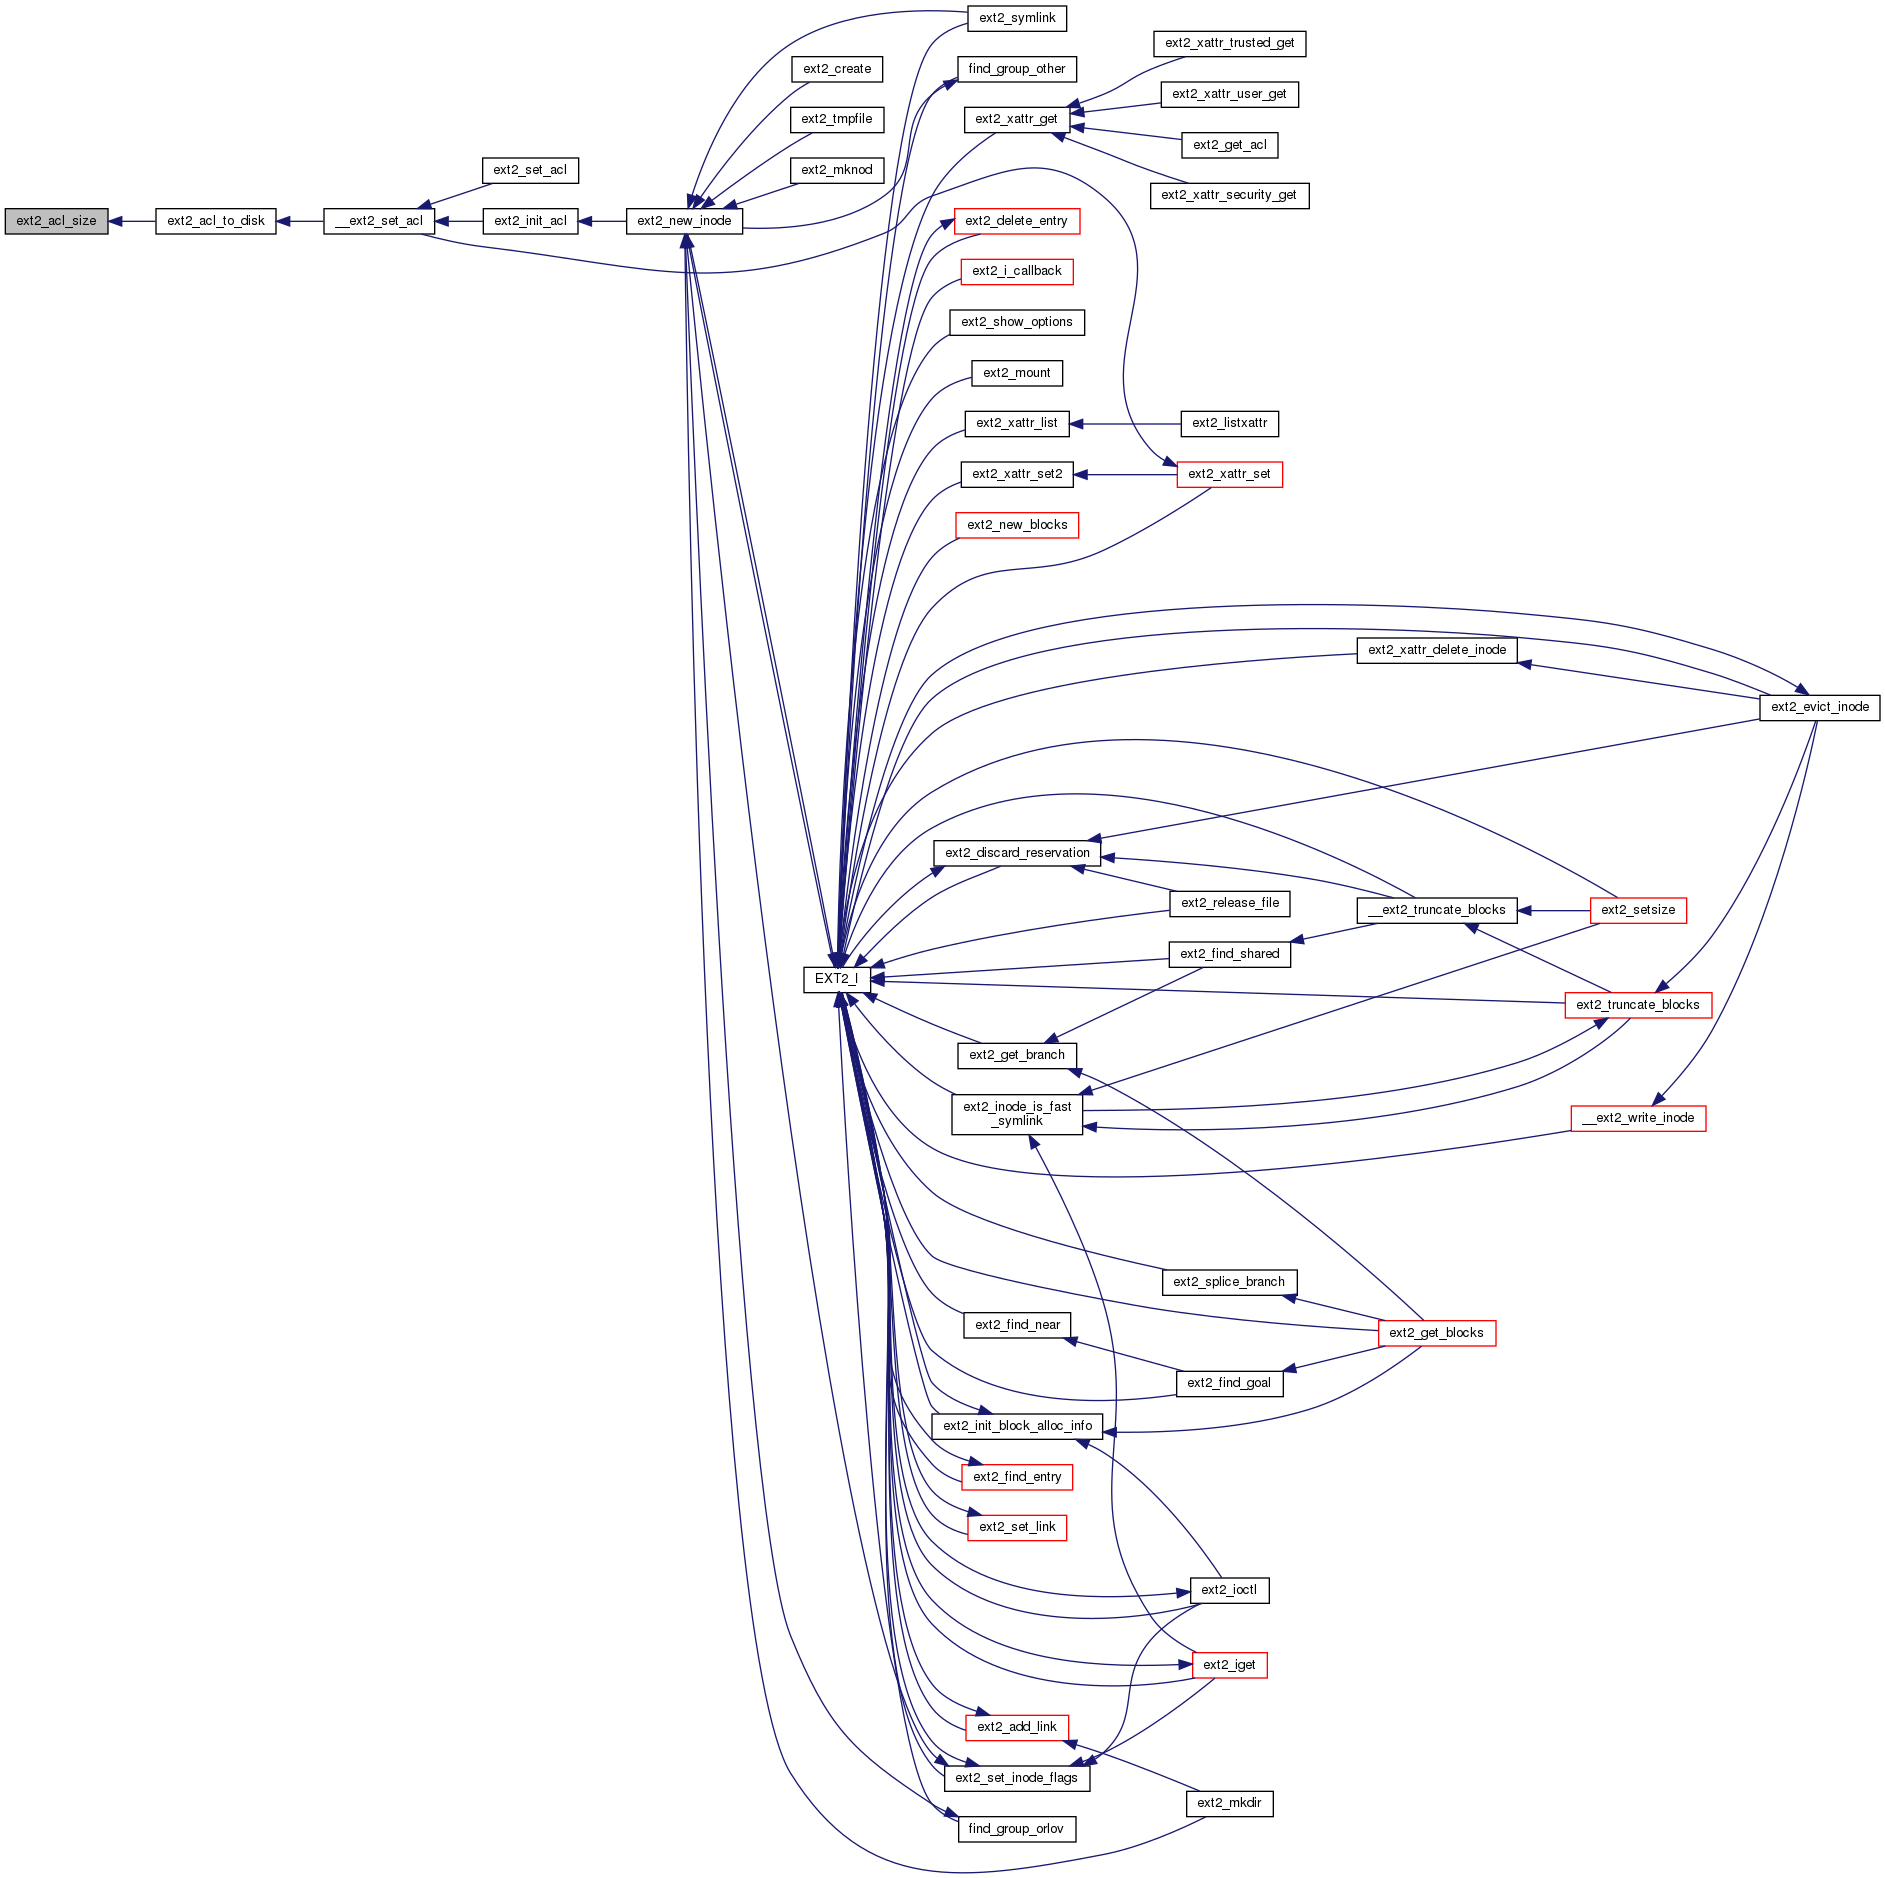 ext2_symlink
ext2_xattr_trusted_get
ext2_create
find_group_other
ext2_xattr_user_get
ext2_tmpfile
ext2_xattr_get
ext2_get_acl
ext2_set_acl
ext2_mknod
ext2_xattr_security_get
ext2_acl_size
ext2_acl_to_disk
__ext2_set_acl
ext2_init_acl
ext2_new_inode
ext2_delete_entry
ext2_i_callback
ext2_show_options
ext2_mount
ext2_xattr_list
ext2_listxattr
ext2_xattr_set2
ext2_xattr_set
ext2_new_blocks
ext2_xattr_delete_inode
ext2_evict_inode
ext2_discard_reservation
ext2_release_file
__ext2_truncate_blocks
ext2_setsize
ext2_find_shared
EXT2_I
ext2_truncate_blocks
ext2_get_branch
ext2_inode_is_fast
_symlink
__ext2_write_inode
ext2_splice_branch
ext2_find_near
ext2_get_blocks
ext2_find_goal
ext2_init_block_alloc_info
ext2_find_entry
ext2_set_link
ext2_ioctl
ext2_iget
ext2_add_link
ext2_set_inode_flags
ext2_mkdir
find_group_orlov